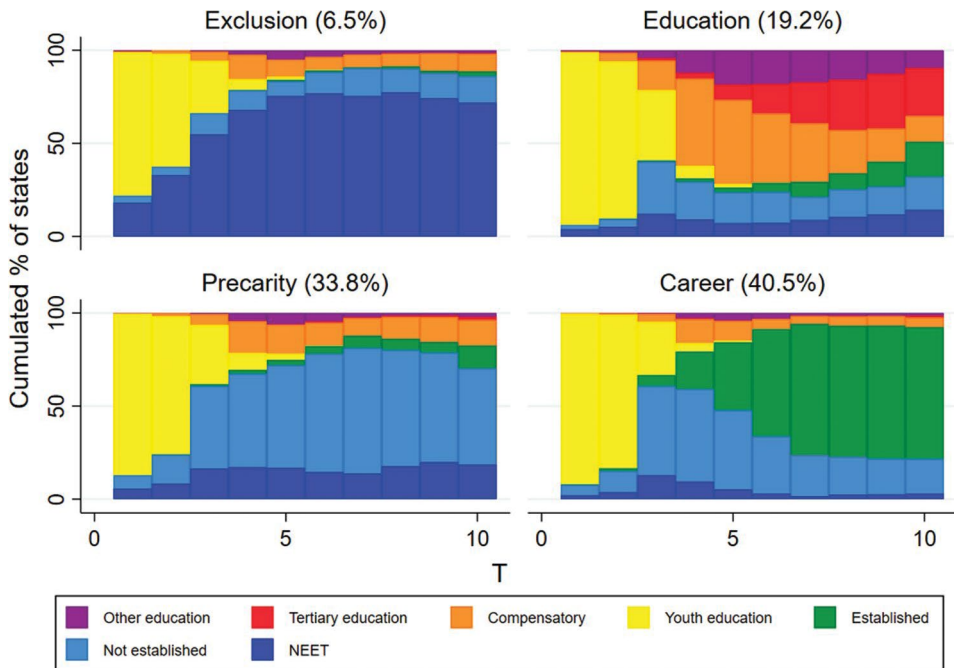 Exclusion (6.5%)
Education (19.2%)
100
50
0
Precarity (33.8%)
Career (40.5%)
100
50
0
Cumulated % of states
0 5 10
0 5 10
T
Other education
Tertiary education
Compensatory
Youth education
Established
Not established
NEET